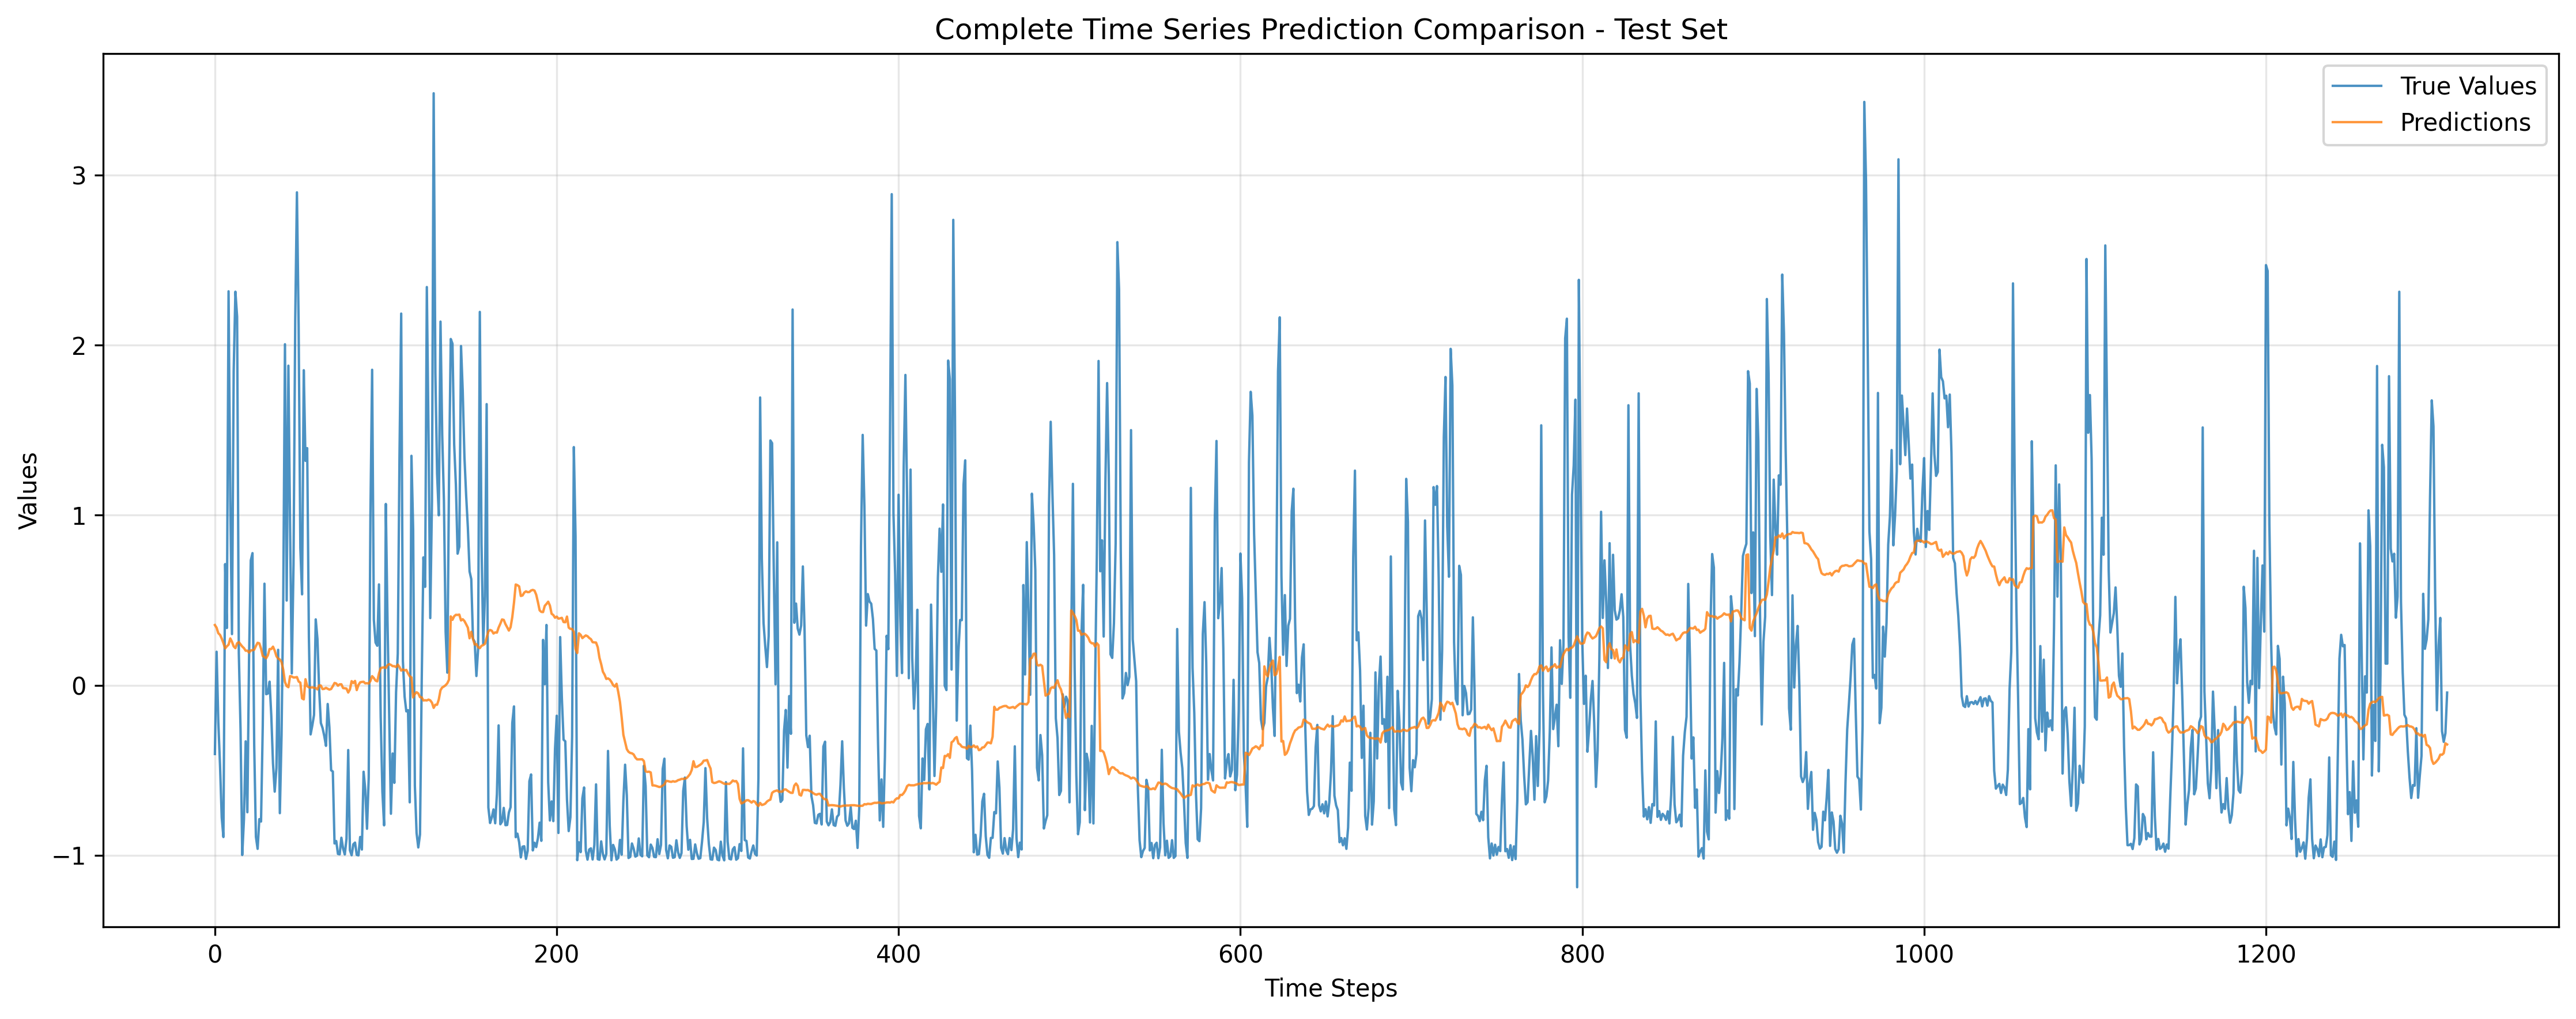 Complete Time Series Prediction Comparison - Test Set
True Values
Predictions
Values
3
2
1
0
−1
0
200
400
600
800
1000
1200
Time Steps